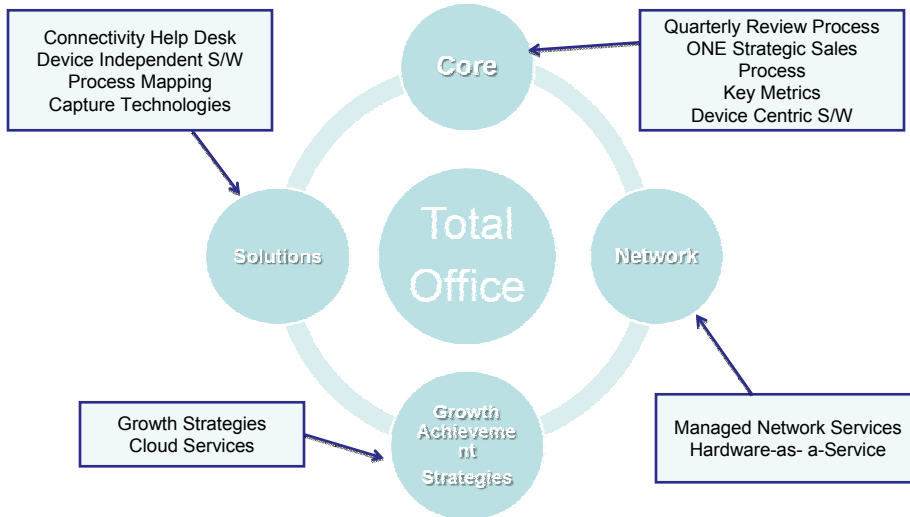 Connectivity Help Desk
Device Independent S/W
Process Mapping
Capture Technologies
Core
Quarterly Review Process
ONE Strategic Sales
Process
Key Metrics
Device Centric S/W
Solutions
Total
Office
Network
Growth Strategies
Cloud Services
Growth
Achieveme
nt
Strategies
Managed Network Services
Hardware-as- a-Service